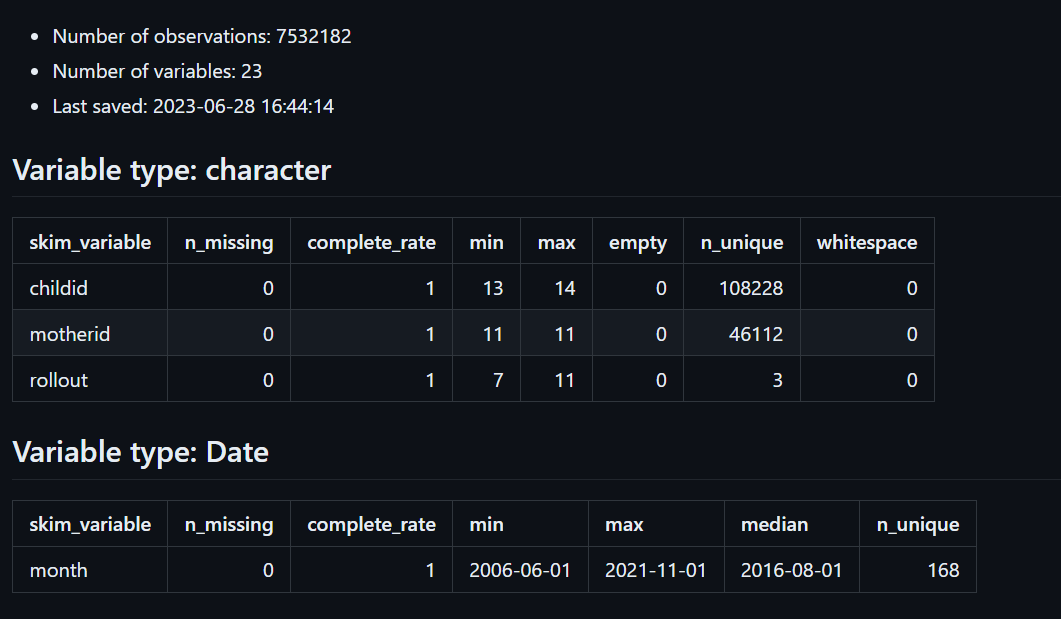 Number of observations: 7532182
Number of variables: 23
Last saved: 2023-06-28 16:44:14
Variable type: character
skim_variable n_missing complete_rate min max empty n_unique whitespace
childid 0 1 13 14 0 108228 0
motherid 0 1 11 11 0 46112 0
rollout 0 1 7 11 0 3 0
Variable type: Date
skim_variable n_missing complete_rate min max median n_unique
month 0 1 2006-06-01 2021-11-01 2016-08-01 168